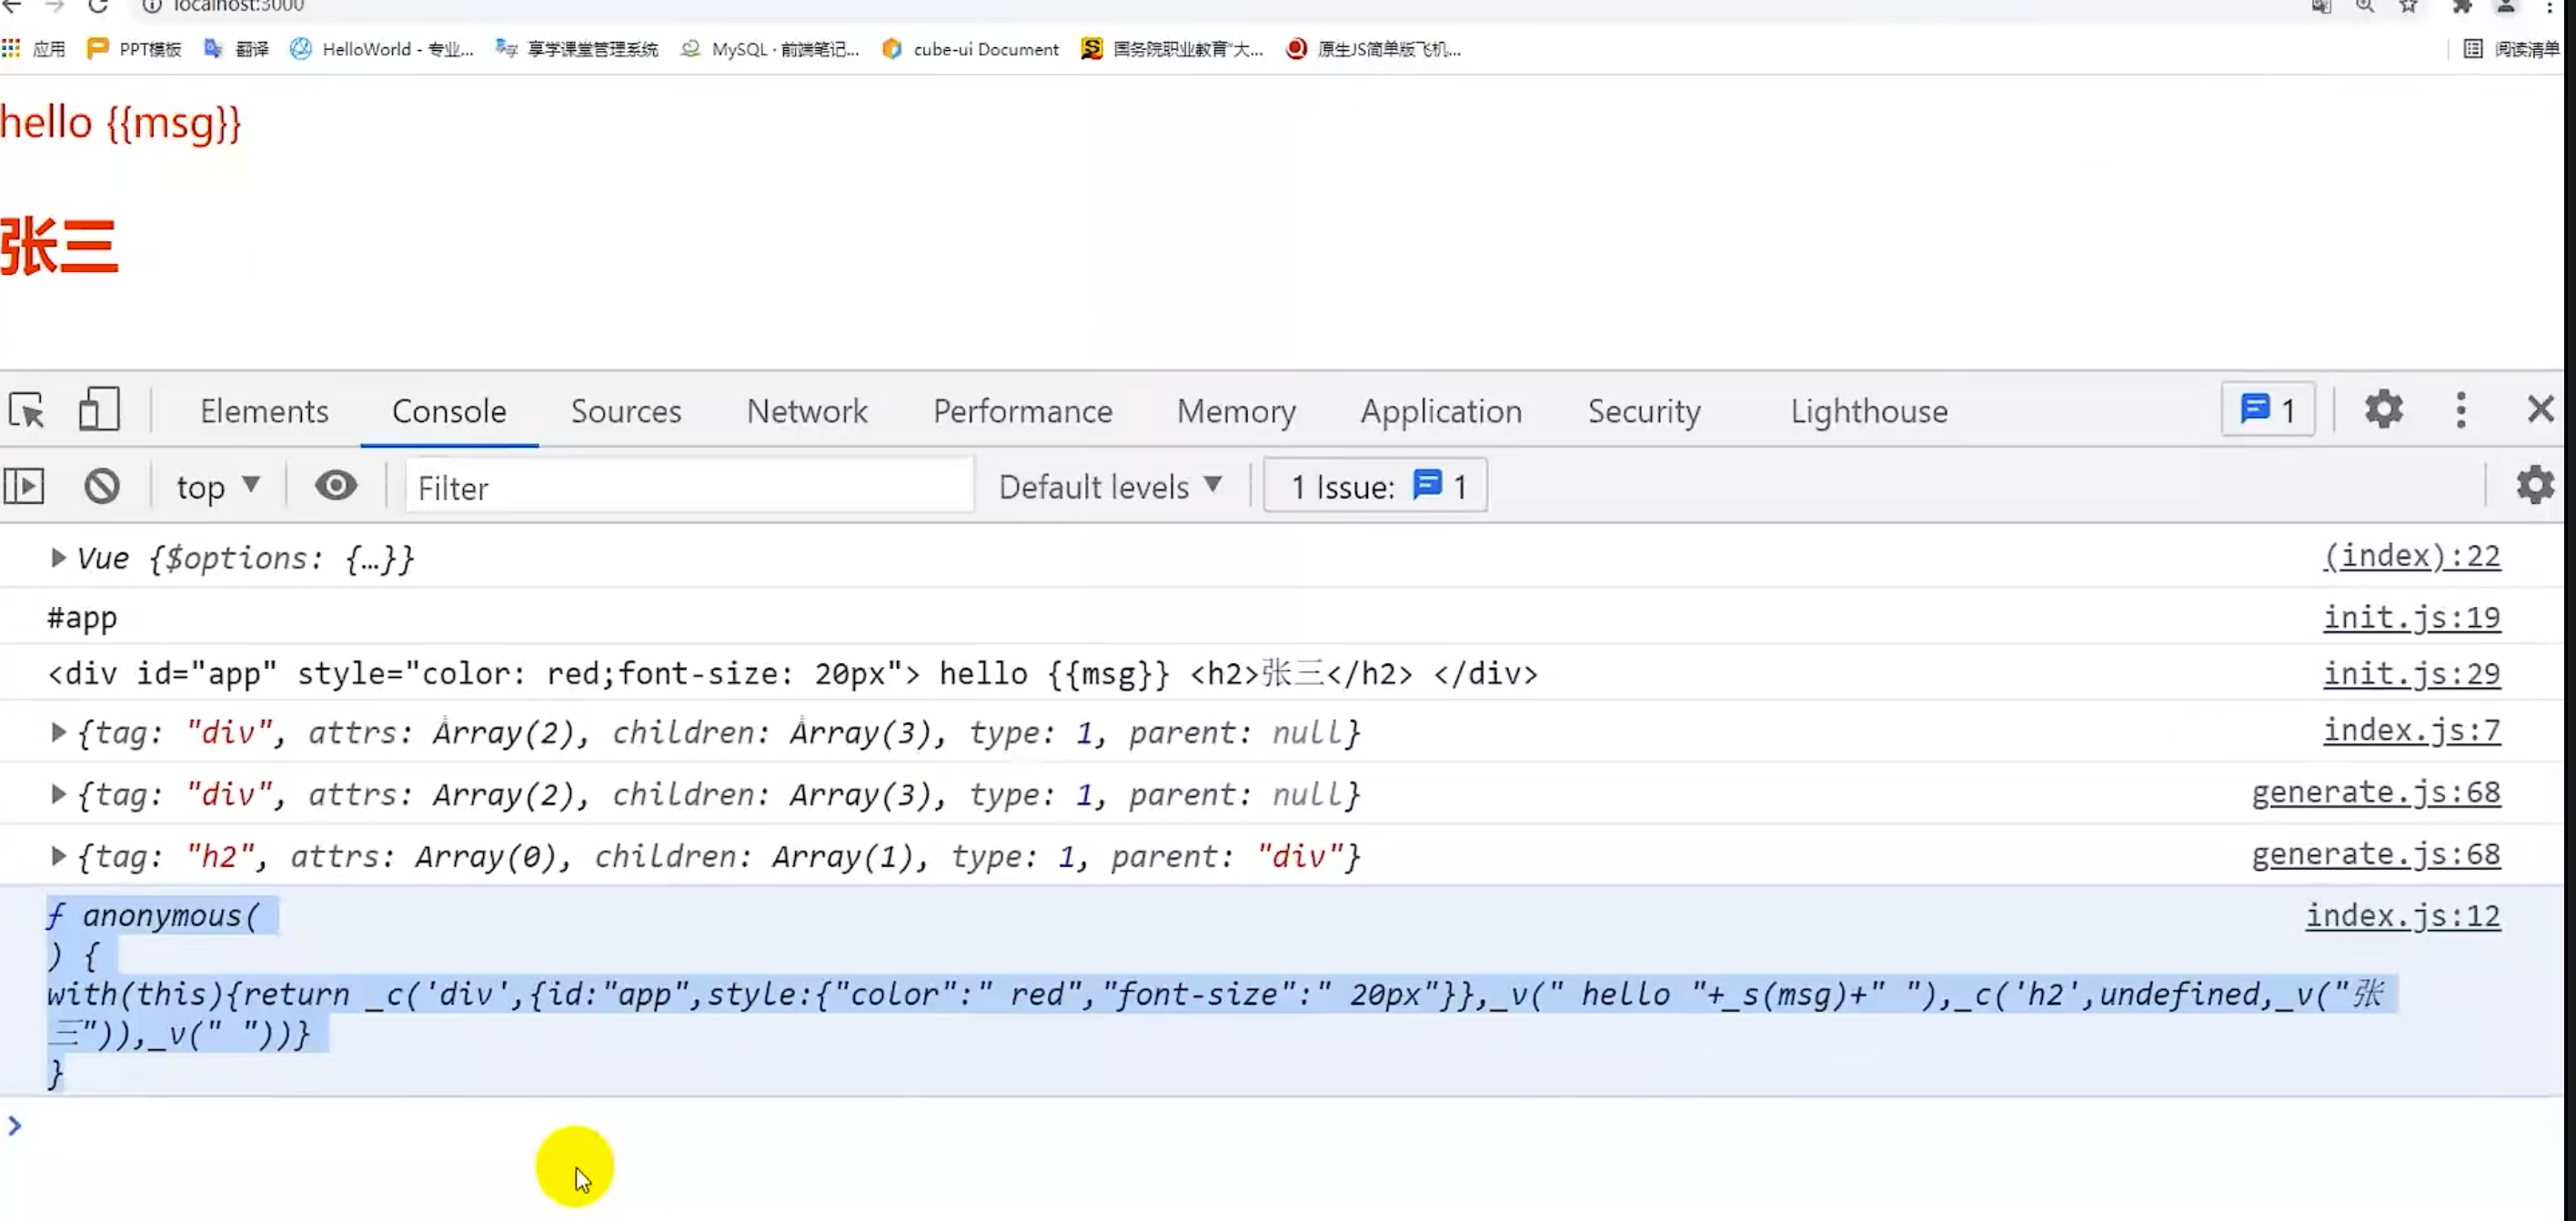 localhost:3000
应用 PPT模板 翻译 HelloWorld - 专业... 享学课堂管理系统 MySQL · 前端笔记... cube-ui Document 国务院职业教育“大... 原生JS简单版飞机... 阅读清单
hello {{msg}}
张三
Elements Console Sources Network Performance Memory Application Security Lighthouse 1
top Filter Default levels 1 Issue: 1
Vue {$options: {…}} (index):22
#app init.js:19
<div id="app" style="color: red;font-size: 20px"> hello {{msg}} <h2>张三</h2> </div> init.js:29
{tag: "div", attrs: Array(2), children: Array(3), type: 1, parent: null} index.js:7
{tag: "div", attrs: Array(2), children: Array(3), type: 1, parent: null} generate.js:68
{tag: "h2", attrs: Array(0), children: Array(1), type: 1, parent: "div"} generate.js:68
ƒ anonymous( index.js:12
) {
with(this){return _c('div',{id:"app",style:{"color":" red","font-size":" 20px"}},_v(" hello "+_s(msg)+" "),_c('h2',undefined,_v("张
三")),_v(" "))}
}